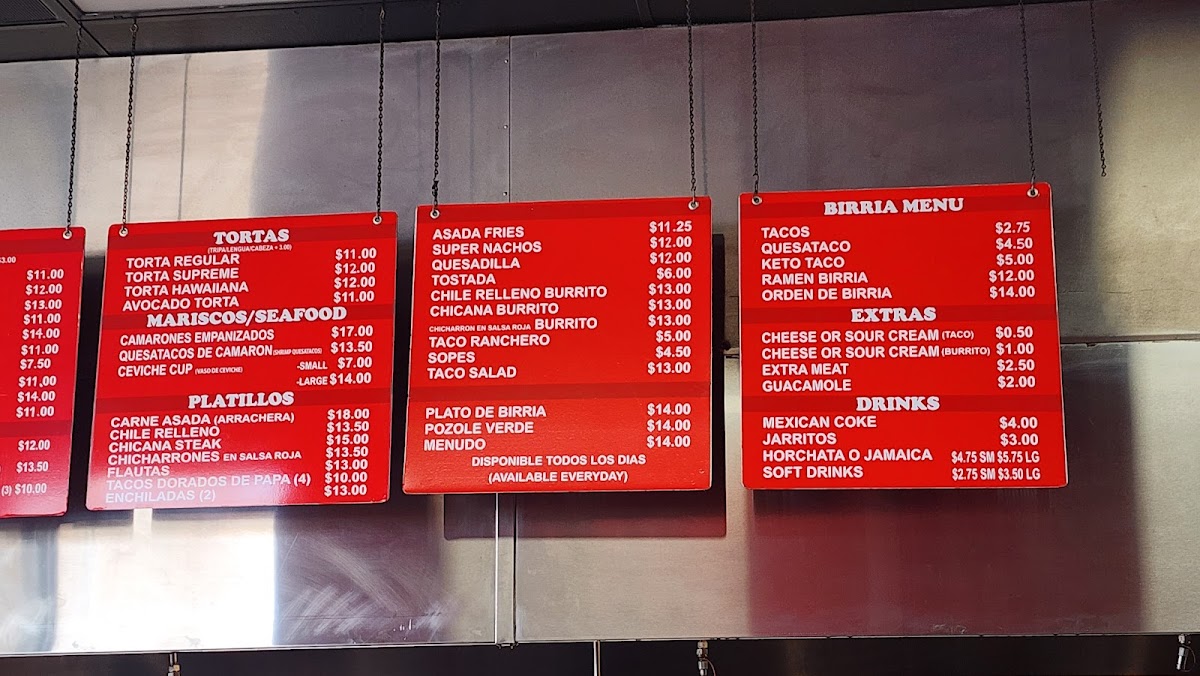 3.00
$11.00
$12.00
$13.00
$11.00
$14.00
$11.00
$7.50
$11,00
$14.00
$11.00
$12.00
$13.50
(3) $10.00
TORTAS
(TRIPA/LENGUA/CABEZA + 3.00)
TORTA REGULAR $11.00
TORTA SUPREME $12.00
TORTA HAWAIIANA $12.00
AVOCADO TORTA $11.00
MARISCOS/SEAFOOD
CAMARONES EMPANIZADOS $17.00
QUESATACOS DE CAMARON (SHRIMP QUESATACOS) $13.50
CEVICHE CUP (VASO DE CEVICHE) -SMALL $7.00
-LARGE $14.00
PLATILLOS
CARNE ASADA (ARRACHERA) $18.00
CHILE RELLENO $13.50
CHICANA STEAK $15.00
CHICHARRONES EN SALSA ROJA $13.50
FLAUTAS $13.00
TACOS DORADOS DE PAPA (4) $10.00
ENCHILADAS (2) $13.00
ASADA FRIES $11.25
SUPER NACHOS $12.00
QUESADILLA $12.00
TOSTADA $6.00
CHILE RELLENO BURRITO $13.00
CHICANA BURRITO $13.00
CHICHARRON EN SALSA ROJA BURRITO $13.00
TACO RANCHERO $5.00
SOPES $4.50
TACO SALAD $13.00
PLATO DE BIRRIA $14.00
POZOLE VERDE $14.00
MENUDO $14.00
DISPONIBLE TODOS LOS DIAS
(AVAILABLE EVERYDAY)
BIRRIA MENU
TACOS $2.75
QUESATACO $4.50
KETO TACO $5.00
RAMEN BIRRIA $12.00
ORDEN DE BIRRIA $14.00
EXTRAS
CHEESE OR SOUR CREAM (TACO) $0.50
CHEESE OR SOUR CREAM (BURRITO) $1.00
EXTRA MEAT $2.50
GUACAMOLE $2.00
DRINKS
MEXICAN COKE $4.00
JARRITOS $3.00
HORCHATA O JAMAICA $4.75 SM $5.75 LG
SOFT DRINKS $2.75 SM $3.50 LG